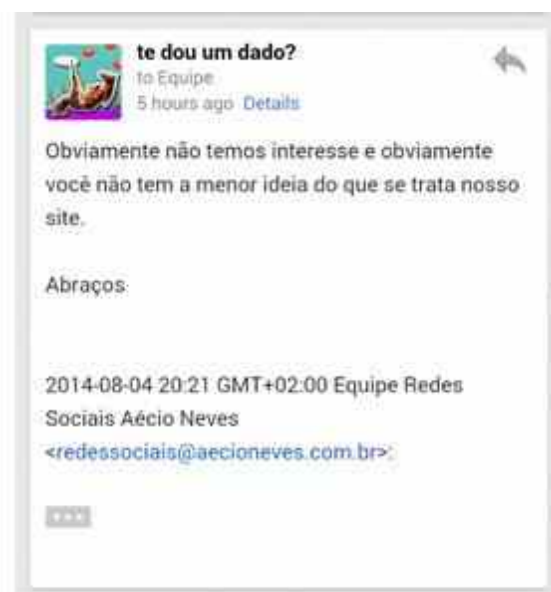 te dou um dado?
to Equipe
5 hours ago Details
Obviamente não temos interesse e obviamente
você não tem a menor ideia do que se trata nosso
site.
Abraços
2014-08-04 20:21 GMT+02:00 Equipe Redes
Sociais Aécio Neves
<redessociais@aecioneves.com.br>: